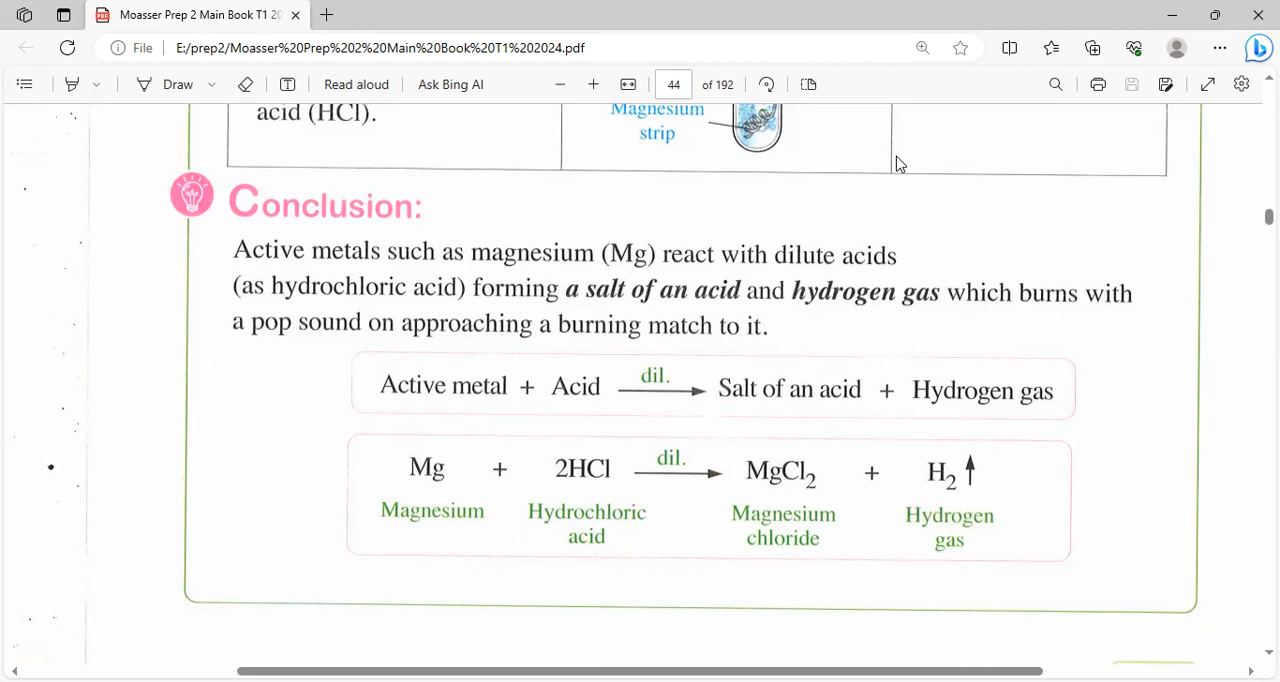 Moasser Prep 2 Main Book T1 20
File E:/prep2/Moasser%20Prep%202%20Main%20Book%20T1%202024.pdf
Draw Read aloud Ask Bing AI 44 of 192
acid (HCl).
Magnesium
strip
Conclusion:
Active metals such as magnesium (Mg) react with dilute acids
(as hydrochloric acid) forming a salt of an acid and hydrogen gas which burns with
a pop sound on approaching a burning match to it.
Active metal + Acid dil. Salt of an acid + Hydrogen gas
Mg + 2HCl dil. MgCl₂ + H₂ ↑
Magnesium Hydrochloric acid Magnesium chloride Hydrogen gas